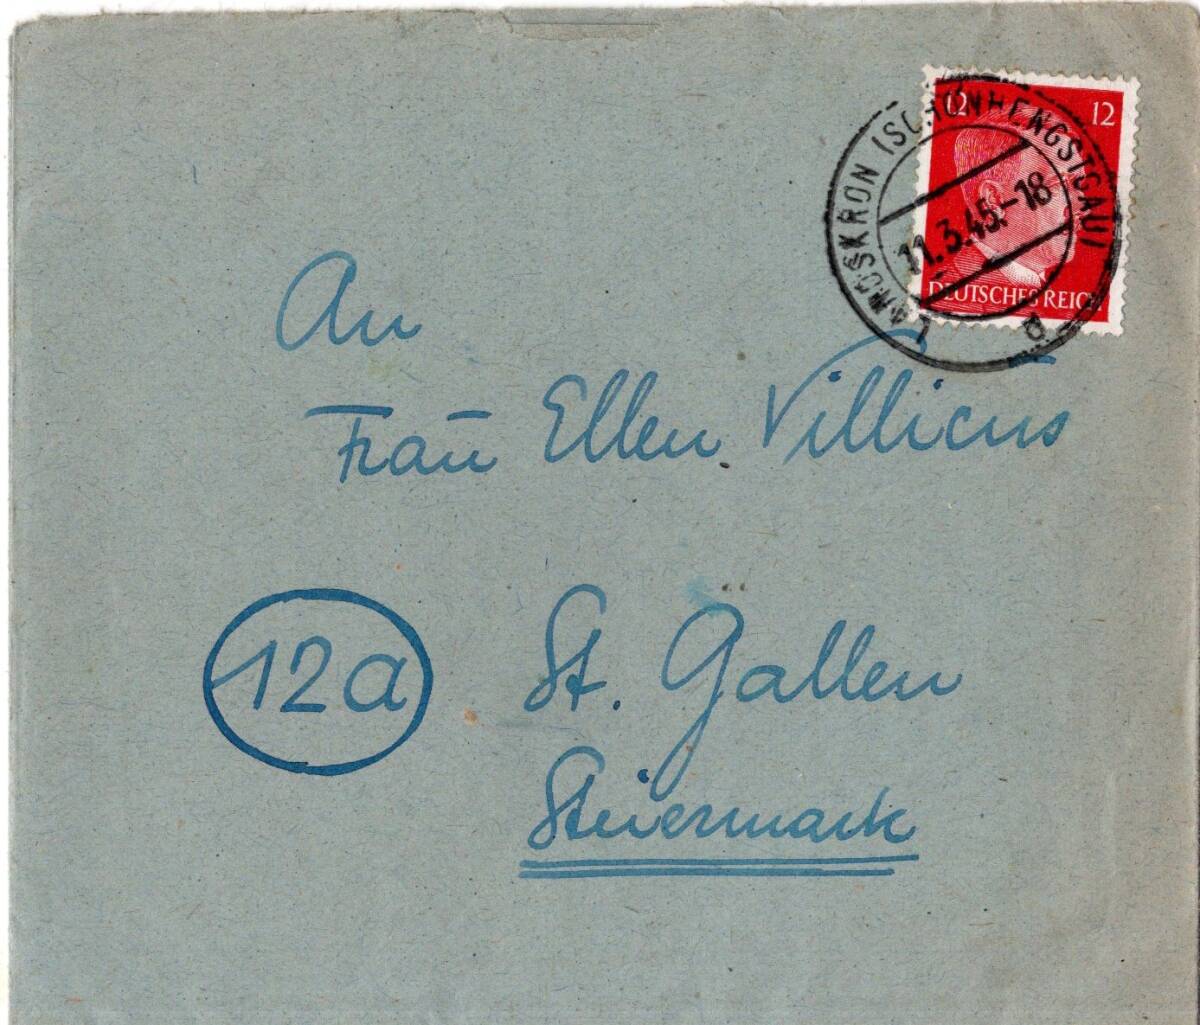 12 12
LANDSKRON (SCHÖNHENGSTGAU)
11.3.45.-18
a
DEUTSCHES REICH
An
Frau Ellen Villicus
12a St. Gallen
Steiermark